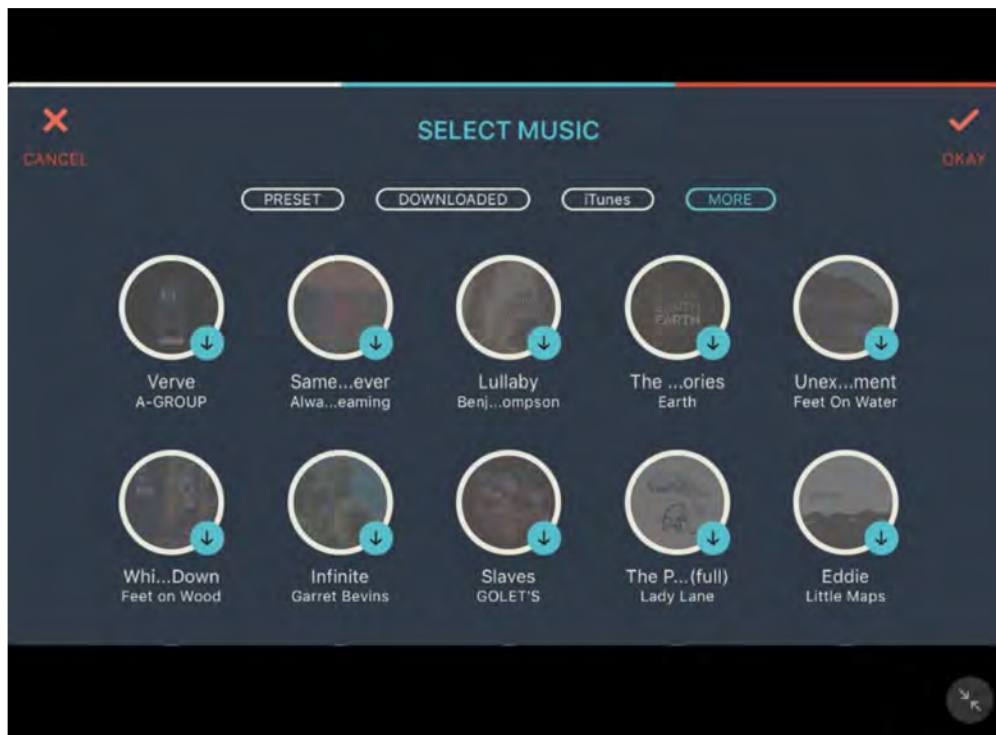 SELECT MUSIC
CANCEL
OKAY
PRESET DOWNLOADED iTunes MORE
EARTH
Verve Same...ever Lullaby The ...ories Unex...ment
A-GROUP Alwa...eaming Benj...ompson Earth Feet On Water
Whi...Down Infinite Slaves The P...(full) Eddie
Feet on Wood Garret Bevins GOLET'S Lady Lane Little Maps